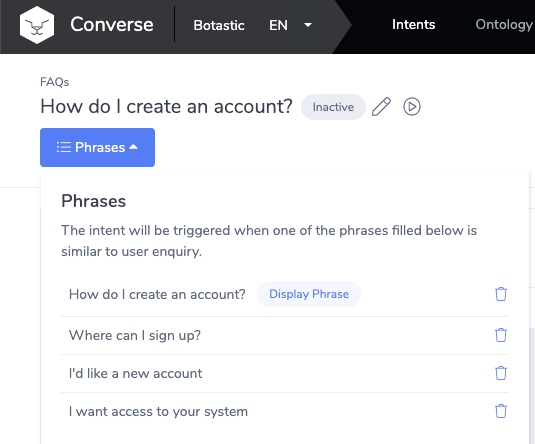 Converse Botastic EN Intents Ontology
FAQs
How do I create an account? Inactive
Phrases
Phrases
The intent will be triggered when one of the phrases filled below is
similar to user enquiry.
How do I create an account? Display Phrase
Where can I sign up?
I'd like a new account
I want access to your system